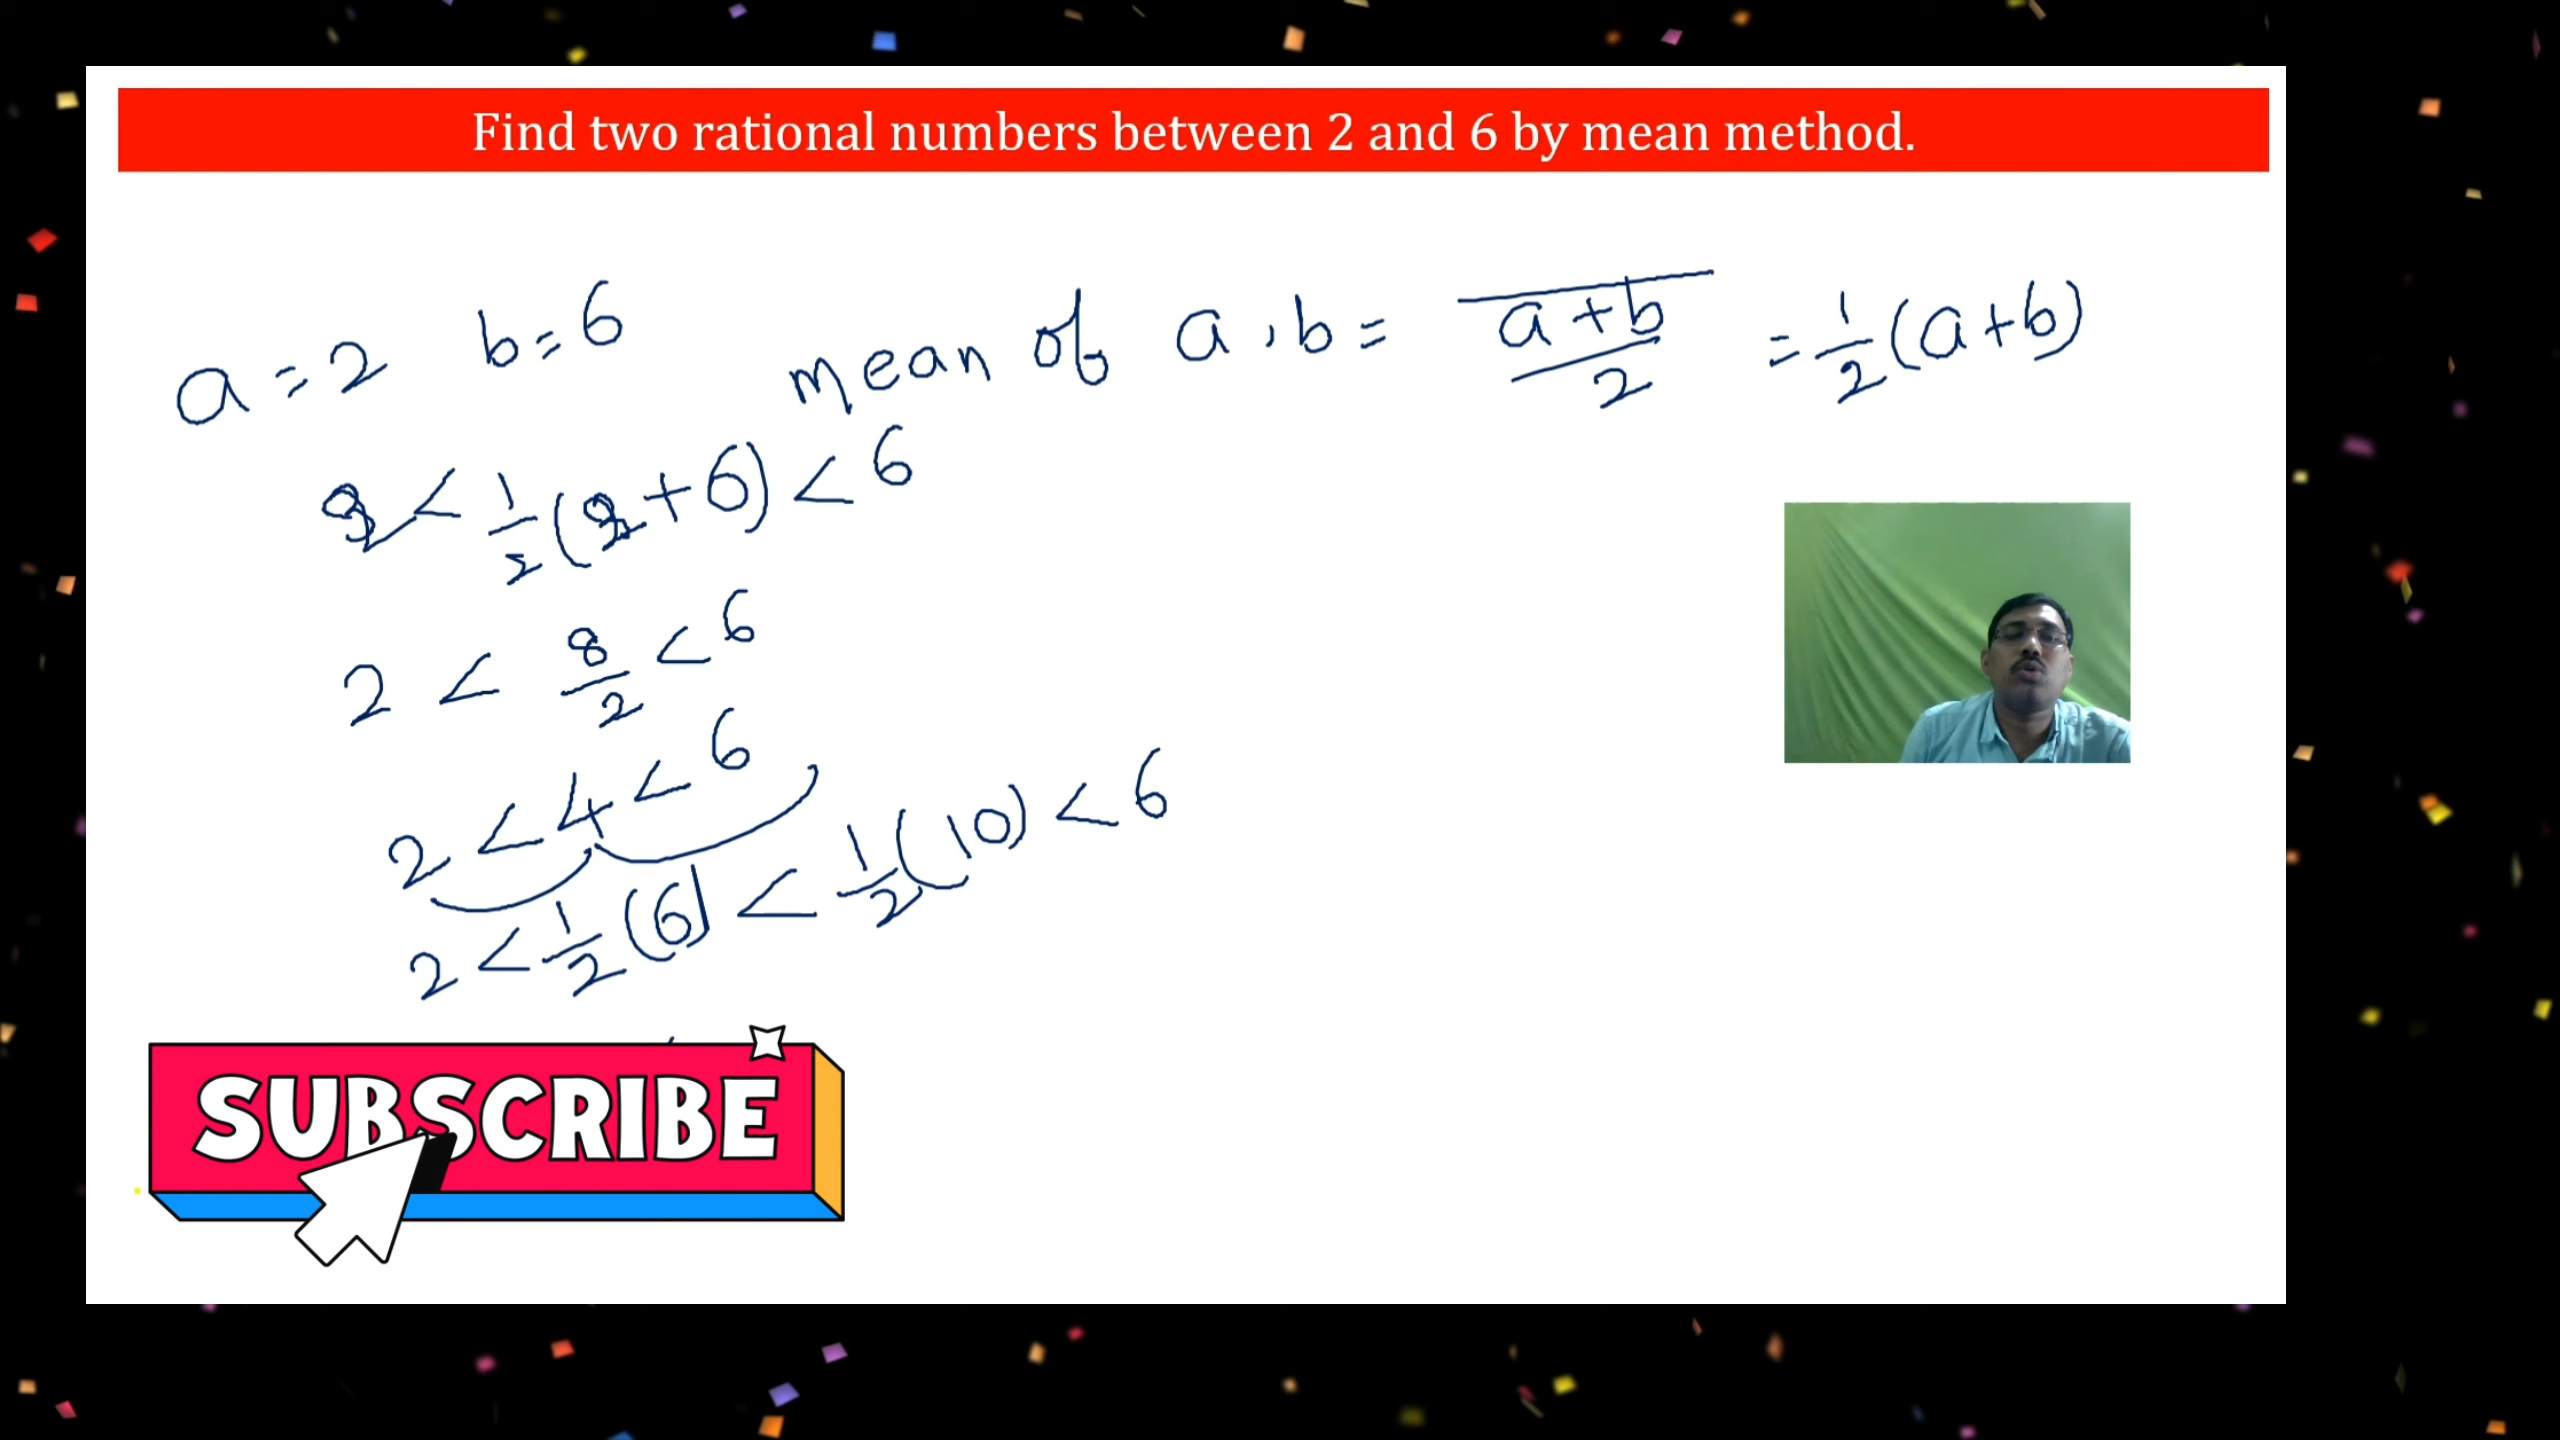 Find two rational numbers between 2 and 6 by mean method.
a = 2 b = 6 mean of a, b = a+b/2 = 1/2(a+b)
2 < 1/2(2+6) < 6
2 < 8/2 < 6
2 < 4 < 6
2 < 1/2(6) < 1/2(10) < 6
SUBSCRIBE